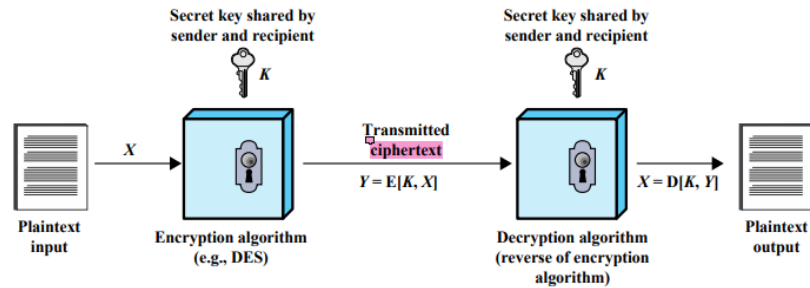 Secret key shared by
sender and recipient
K
Secret key shared by
sender and recipient
K
X
Transmitted
ciphertext
Y = E[K, X]
X = D[K, Y]
Plaintext
input
Encryption algorithm
(e.g., DES)
Decryption algorithm
(reverse of encryption
algorithm)
Plaintext
output